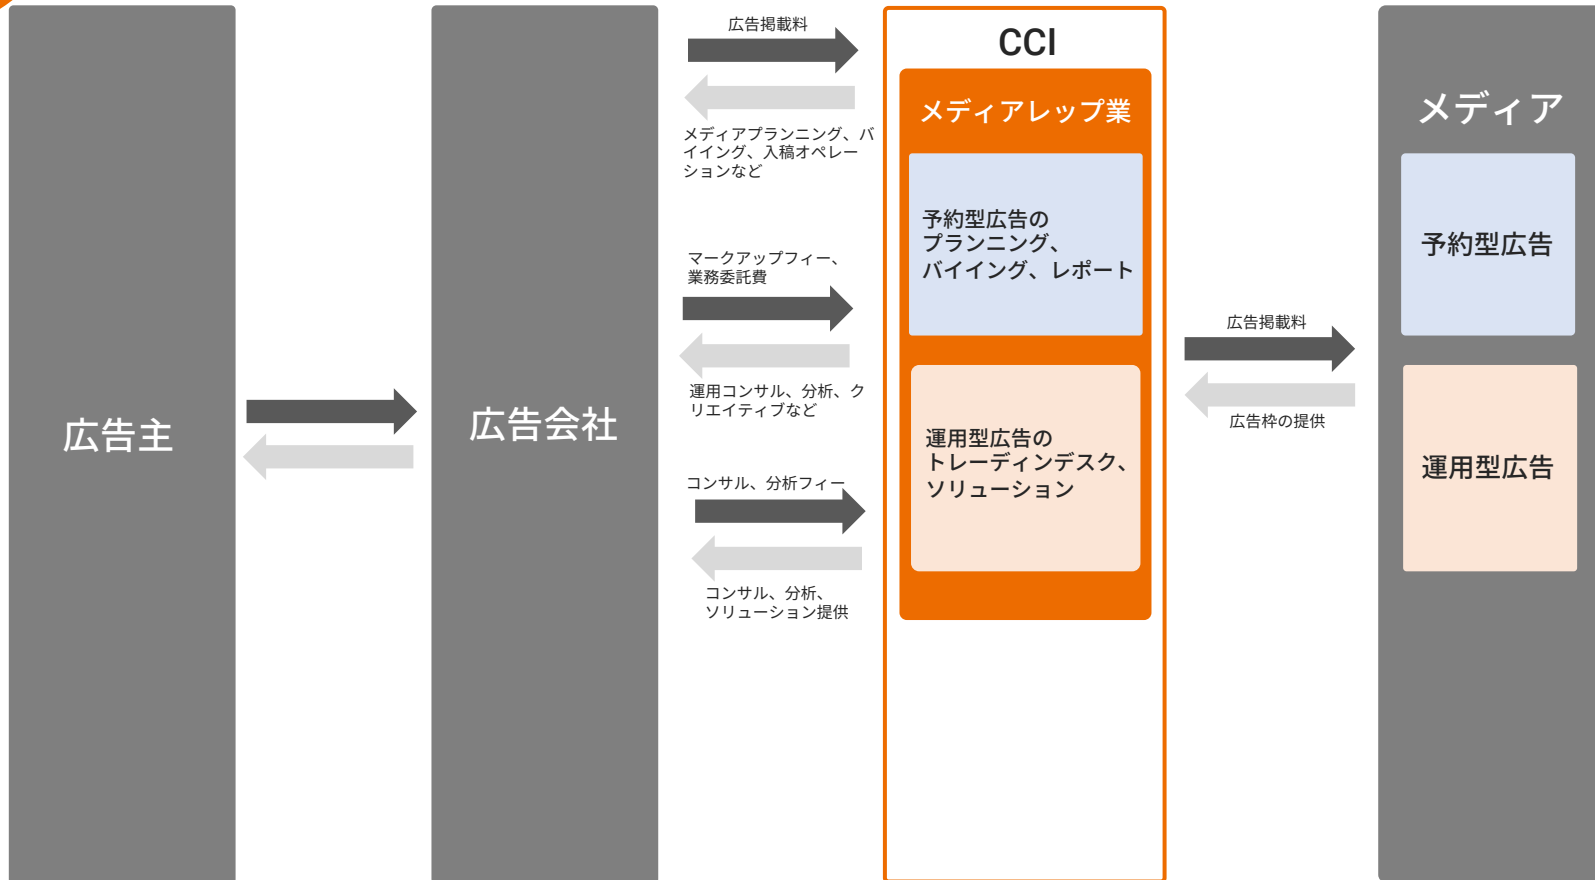 広告主
広告会社
広告掲載料
メディアプランニング、バ
イイング、入稿オペレー
ションなど
マークアップフィー、
業務委託費
運用コンサル、分析、ク
リエイティブなど
コンサル、分析フィー
コンサル、分析、
ソリューション提供
CCI
メディアレップ業
予約型広告の
プランニング、
バイイング、レポート
運用型広告の
トレーディンデスク、
ソリューション
広告掲載料
広告枠の提供
メディア
予約型広告
運用型広告